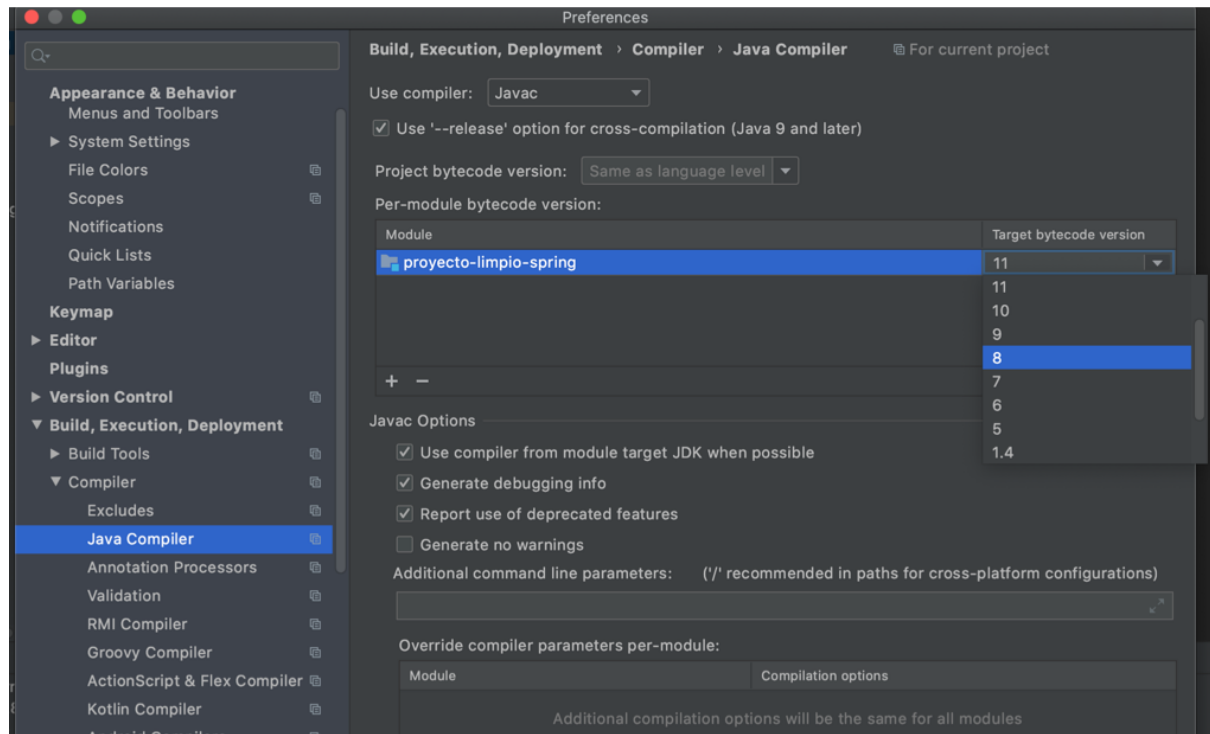 Preferences
Appearance & Behavior
Menus and Toolbars
System Settings
File Colors
Scopes
Notifications
Quick Lists
Path Variables
Keymap
Editor
Plugins
Version Control
Build, Execution, Deployment
Build Tools
Compiler
Excludes
Java Compiler
Annotation Processors
Validation
RMI Compiler
Groovy Compiler
ActionScript & Flex Compiler
Kotlin Compiler
Build, Execution, Deployment › Compiler › Java Compiler For current project
Use compiler: Javac
Use '--release' option for cross-compilation (Java 9 and later)
Project bytecode version: Same as language level
Per-module bytecode version:
Module Target bytecode version
proyecto-limpio-spring 11
11
10
9
8
7
6
5
1.4
+ −
Javac Options
Use compiler from module target JDK when possible
Generate debugging info
Report use of deprecated features
Generate no warnings
Additional command line parameters: ('/' recommended in paths for cross-platform configurations)
Override compiler parameters per-module:
Module Compilation options
Additional compilation options will be the same for all modules